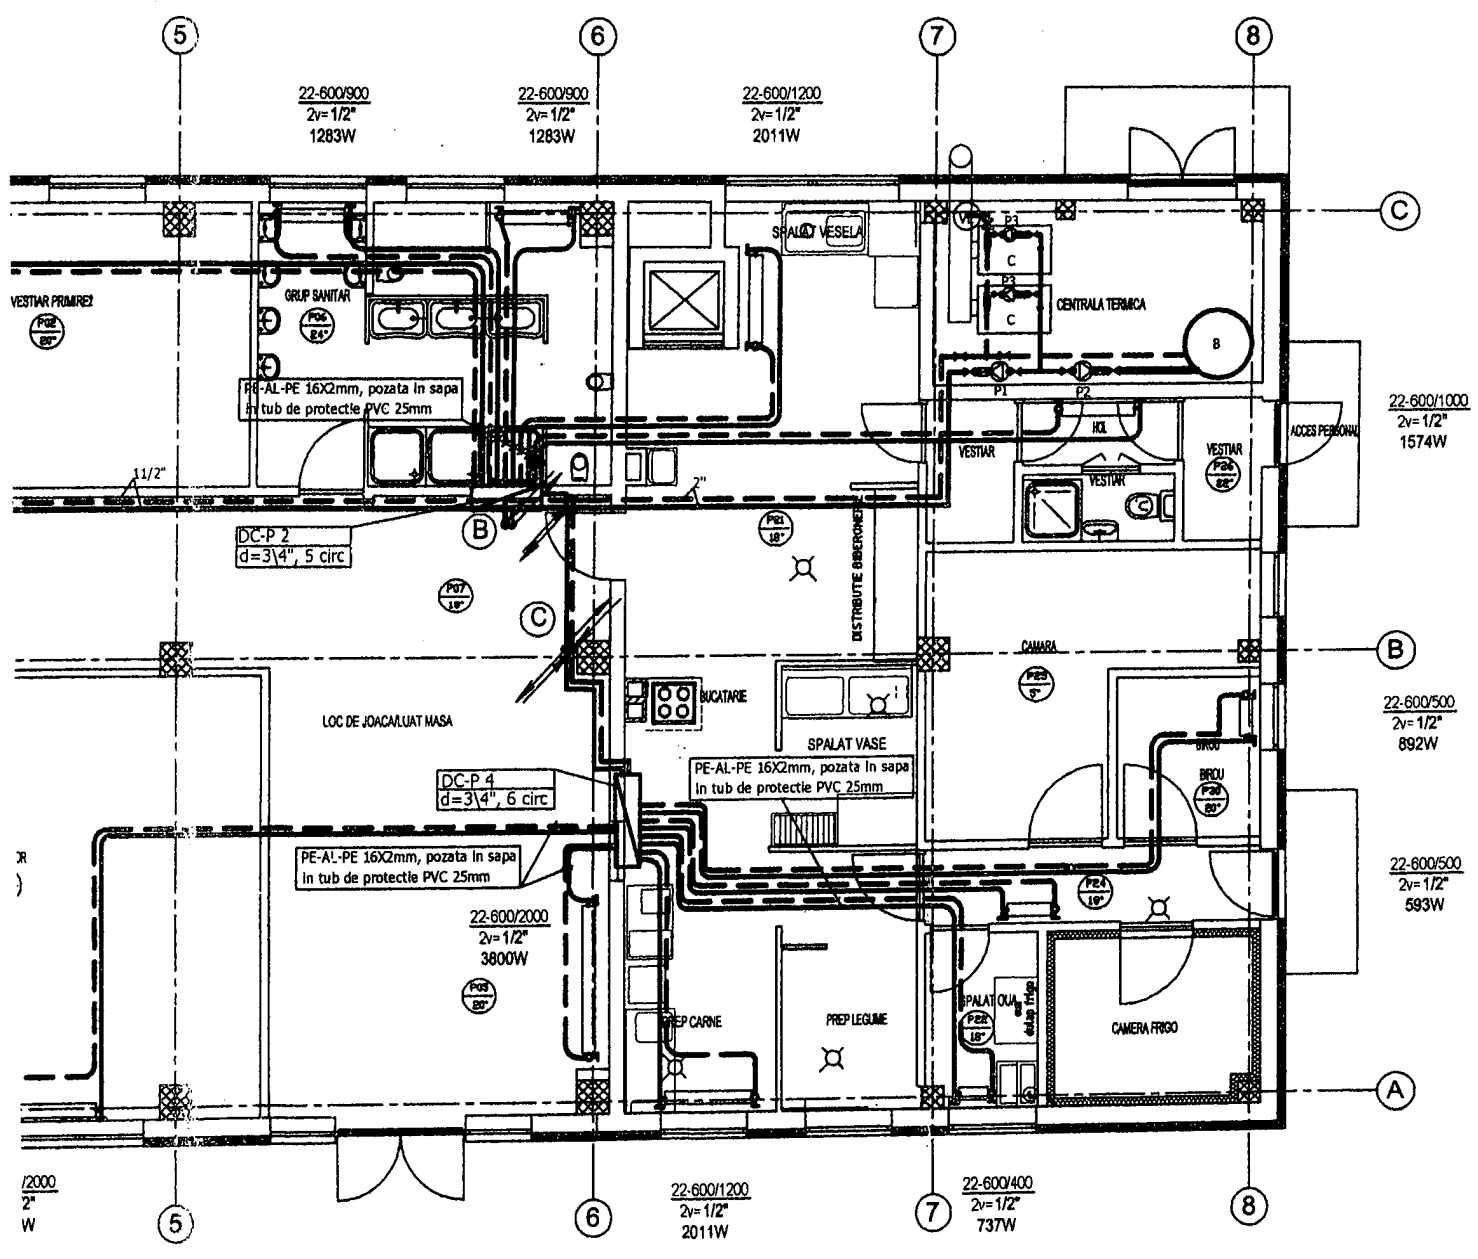 5
6
7
8
22-600/900
2v=1/2"
1283W
22-600/900
2v=1/2"
1283W
22-600/1200
2v=1/2"
2011W
C
SPALAT VESELA
P3
C
P3
C
CENTRALA TERMICA
B
P1
P2
VESTIAR PRIMIRE2
P02
20°
GRUP SANITAR
P06
24°
PE-AL-PE 16X2mm, pozata in sapa
in tub de protectie PVC 25mm
22-600/1000
2v=1/2"
1574W
HOL
ACCES PERSONAL
VESTIAR
VESTIAR
P26
22°
VESTIAR
11/2"
2"
B
DC-P 2
d=3\4", 5 circ
P21
18°
DISTRIBUTIE BIBERONERIE
P07
18°
C
CAMARA
P25
5°
B
BUCATARIE
LOC DE JOACA/LUAT MASA
22-600/500
2v=1/2"
892W
SPALAT VASE
BIROU
BIROU
P30
20°
PE-AL-PE 16X2mm, pozata in sapa
in tub de protectie PVC 25mm
DC-P 4
d=3\4", 6 circ
PE-AL-PE 16X2mm, pozata in sapa
in tub de protectie PVC 25mm
22-600/500
2v=1/2"
593W
P24
18°
22-600/2000
2v=1/2"
3800W
P05
20°
PREP CARNE
PREP LEGUME
SPALAT OUA
P22
18°
dulap frigo
CAMERA FRIGO
A
/2000
2"
W
5
6
7
8
22-600/1200
2v=1/2"
2011W
22-600/400
2v=1/2"
737W